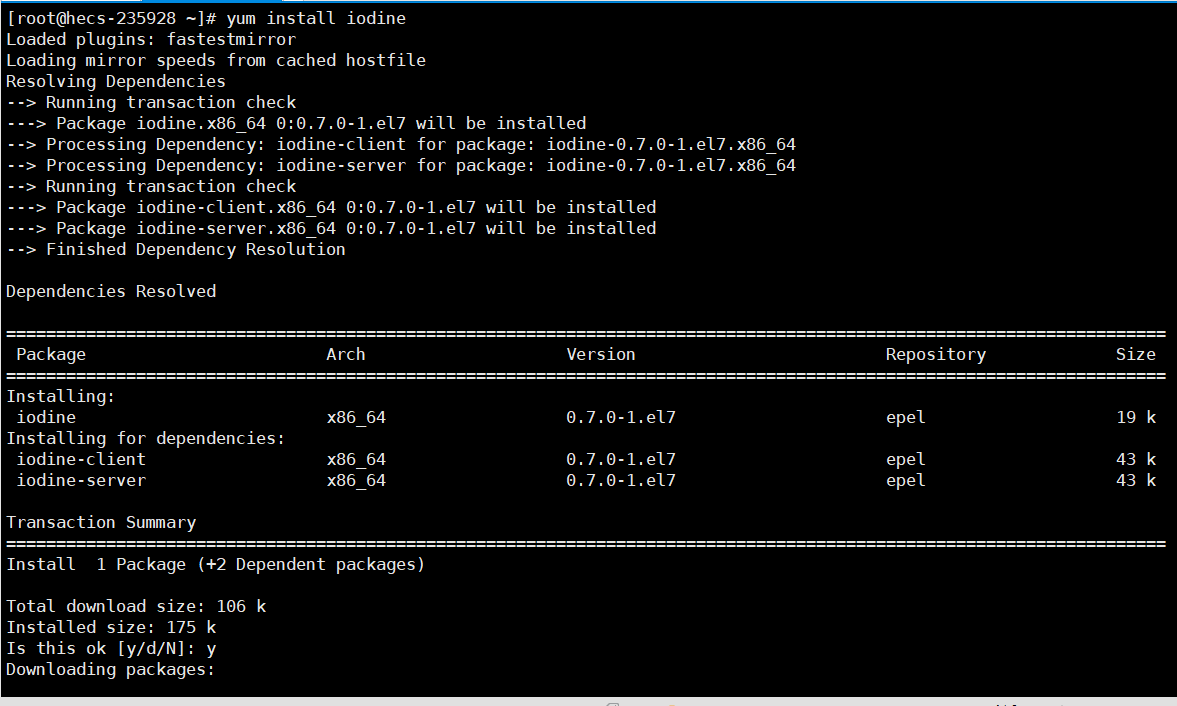 [root@hecs-235928 ~]# yum install iodine
Loaded plugins: fastestmirror
Loading mirror speeds from cached hostfile
Resolving Dependencies
--> Running transaction check
---> Package iodine.x86_64 0:0.7.0-1.el7 will be installed
--> Processing Dependency: iodine-client for package: iodine-0.7.0-1.el7.x86_64
--> Processing Dependency: iodine-server for package: iodine-0.7.0-1.el7.x86_64
--> Running transaction check
---> Package iodine-client.x86_64 0:0.7.0-1.el7 will be installed
---> Package iodine-server.x86_64 0:0.7.0-1.el7 will be installed
--> Finished Dependency Resolution
Dependencies Resolved
Package Arch Version Repository Size
Installing:
iodine x86_64 0.7.0-1.el7 epel 19 k
Installing for dependencies:
iodine-client x86_64 0.7.0-1.el7 epel 43 k
iodine-server x86_64 0.7.0-1.el7 epel 43 k
Transaction Summary
Install 1 Package (+2 Dependent packages)
Total download size: 106 k
Installed size: 175 k
Is this ok [y/d/N]: y
Downloading packages: